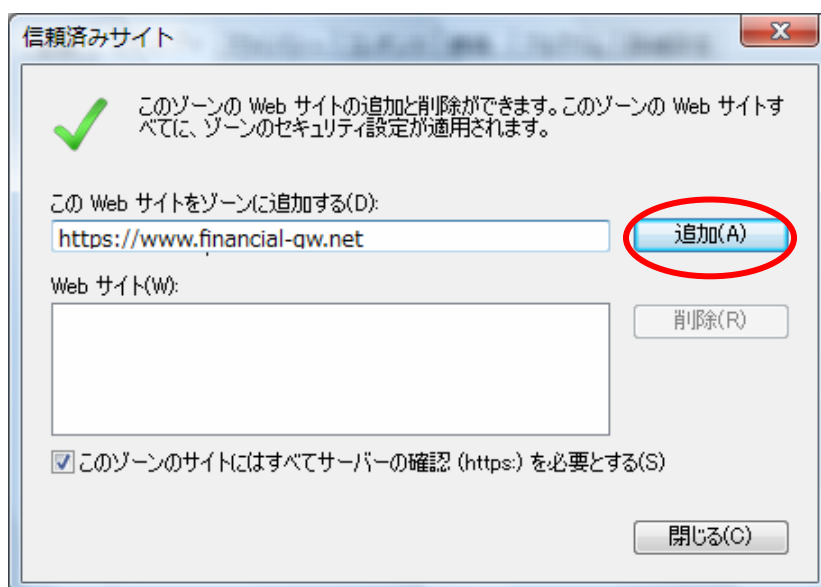 信頼済みサイト
このゾーンの Web サイトの追加と削除ができます。このゾーンの Web サイトす
べてに、ゾーンのセキュリティ設定が適用されます。
この Web サイトをゾーンに追加する(D):
https://www.financial-gw.net
追加(A)
Web サイト(W):
削除(R)
このゾーンのサイトにはすべてサーバーの確認 (https:) を必要とする(S)
閉じる(C)